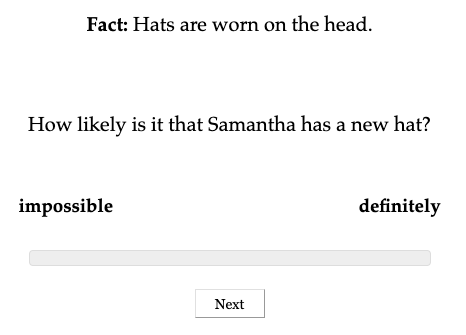 Fact: Hats are worn on the head.
How likely is it that Samantha has a new hat?
impossible definitely
Next